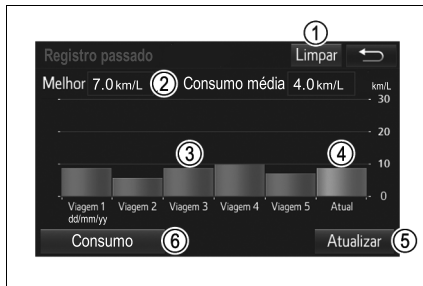 1
Registro passado Limpar
Melhor 7.0 km/L 2 Consumo média 4.0 km/L km/L
30
20
3 4 10
0
Viagem 1 Viagem 2 Viagem 3 Viagem 4 Viagem 5 Atual
dd/mm/yy
Consumo 6 Atualizar 5